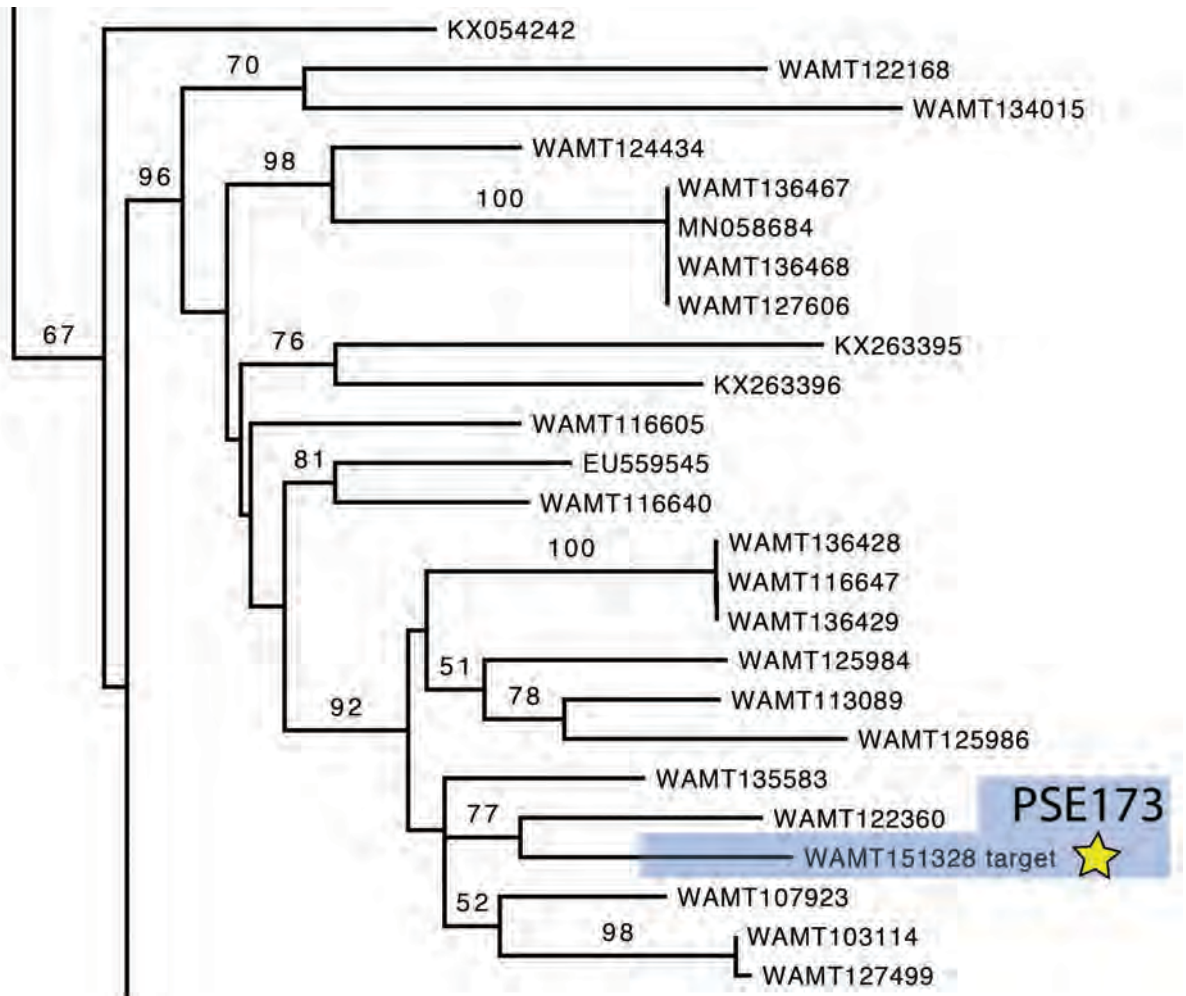 KX054242
70
WAMT122168
WAMT134015
WAMT124434
98
96
WAMT136467
100
MN058684
WAMT136468
WAMT127606
67
76
KX263395
KX263396
WAMT116605
81
EU559545
WAMT116640
100
WAMT136428
WAMT116647
WAMT136429
51
WAMT125984
78
WAMT113089
92
WAMT125986
WAMT135583
PSE173
77
WAMT122360
WAMT151328 target
52
WAMT107923
98
WAMT103114
WAMT127499